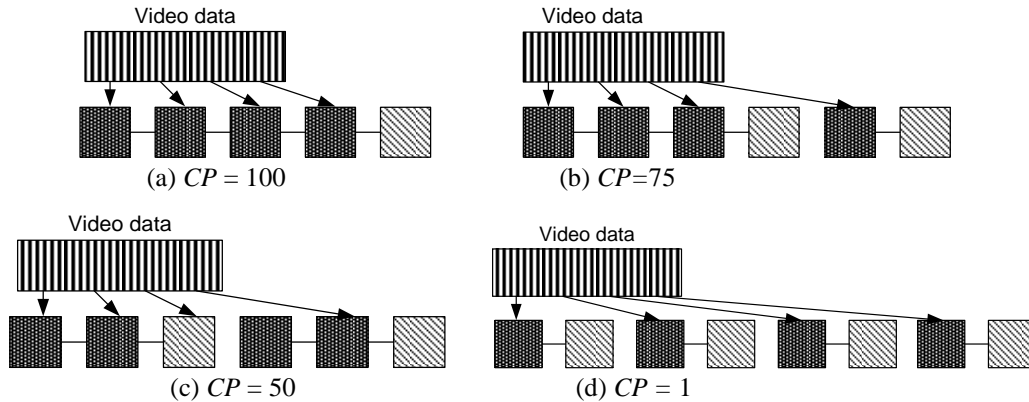 Video data
(a) CP = 100
Video data
(b) CP=75
Video data
(c) CP = 50
Video data
(d) CP = 1